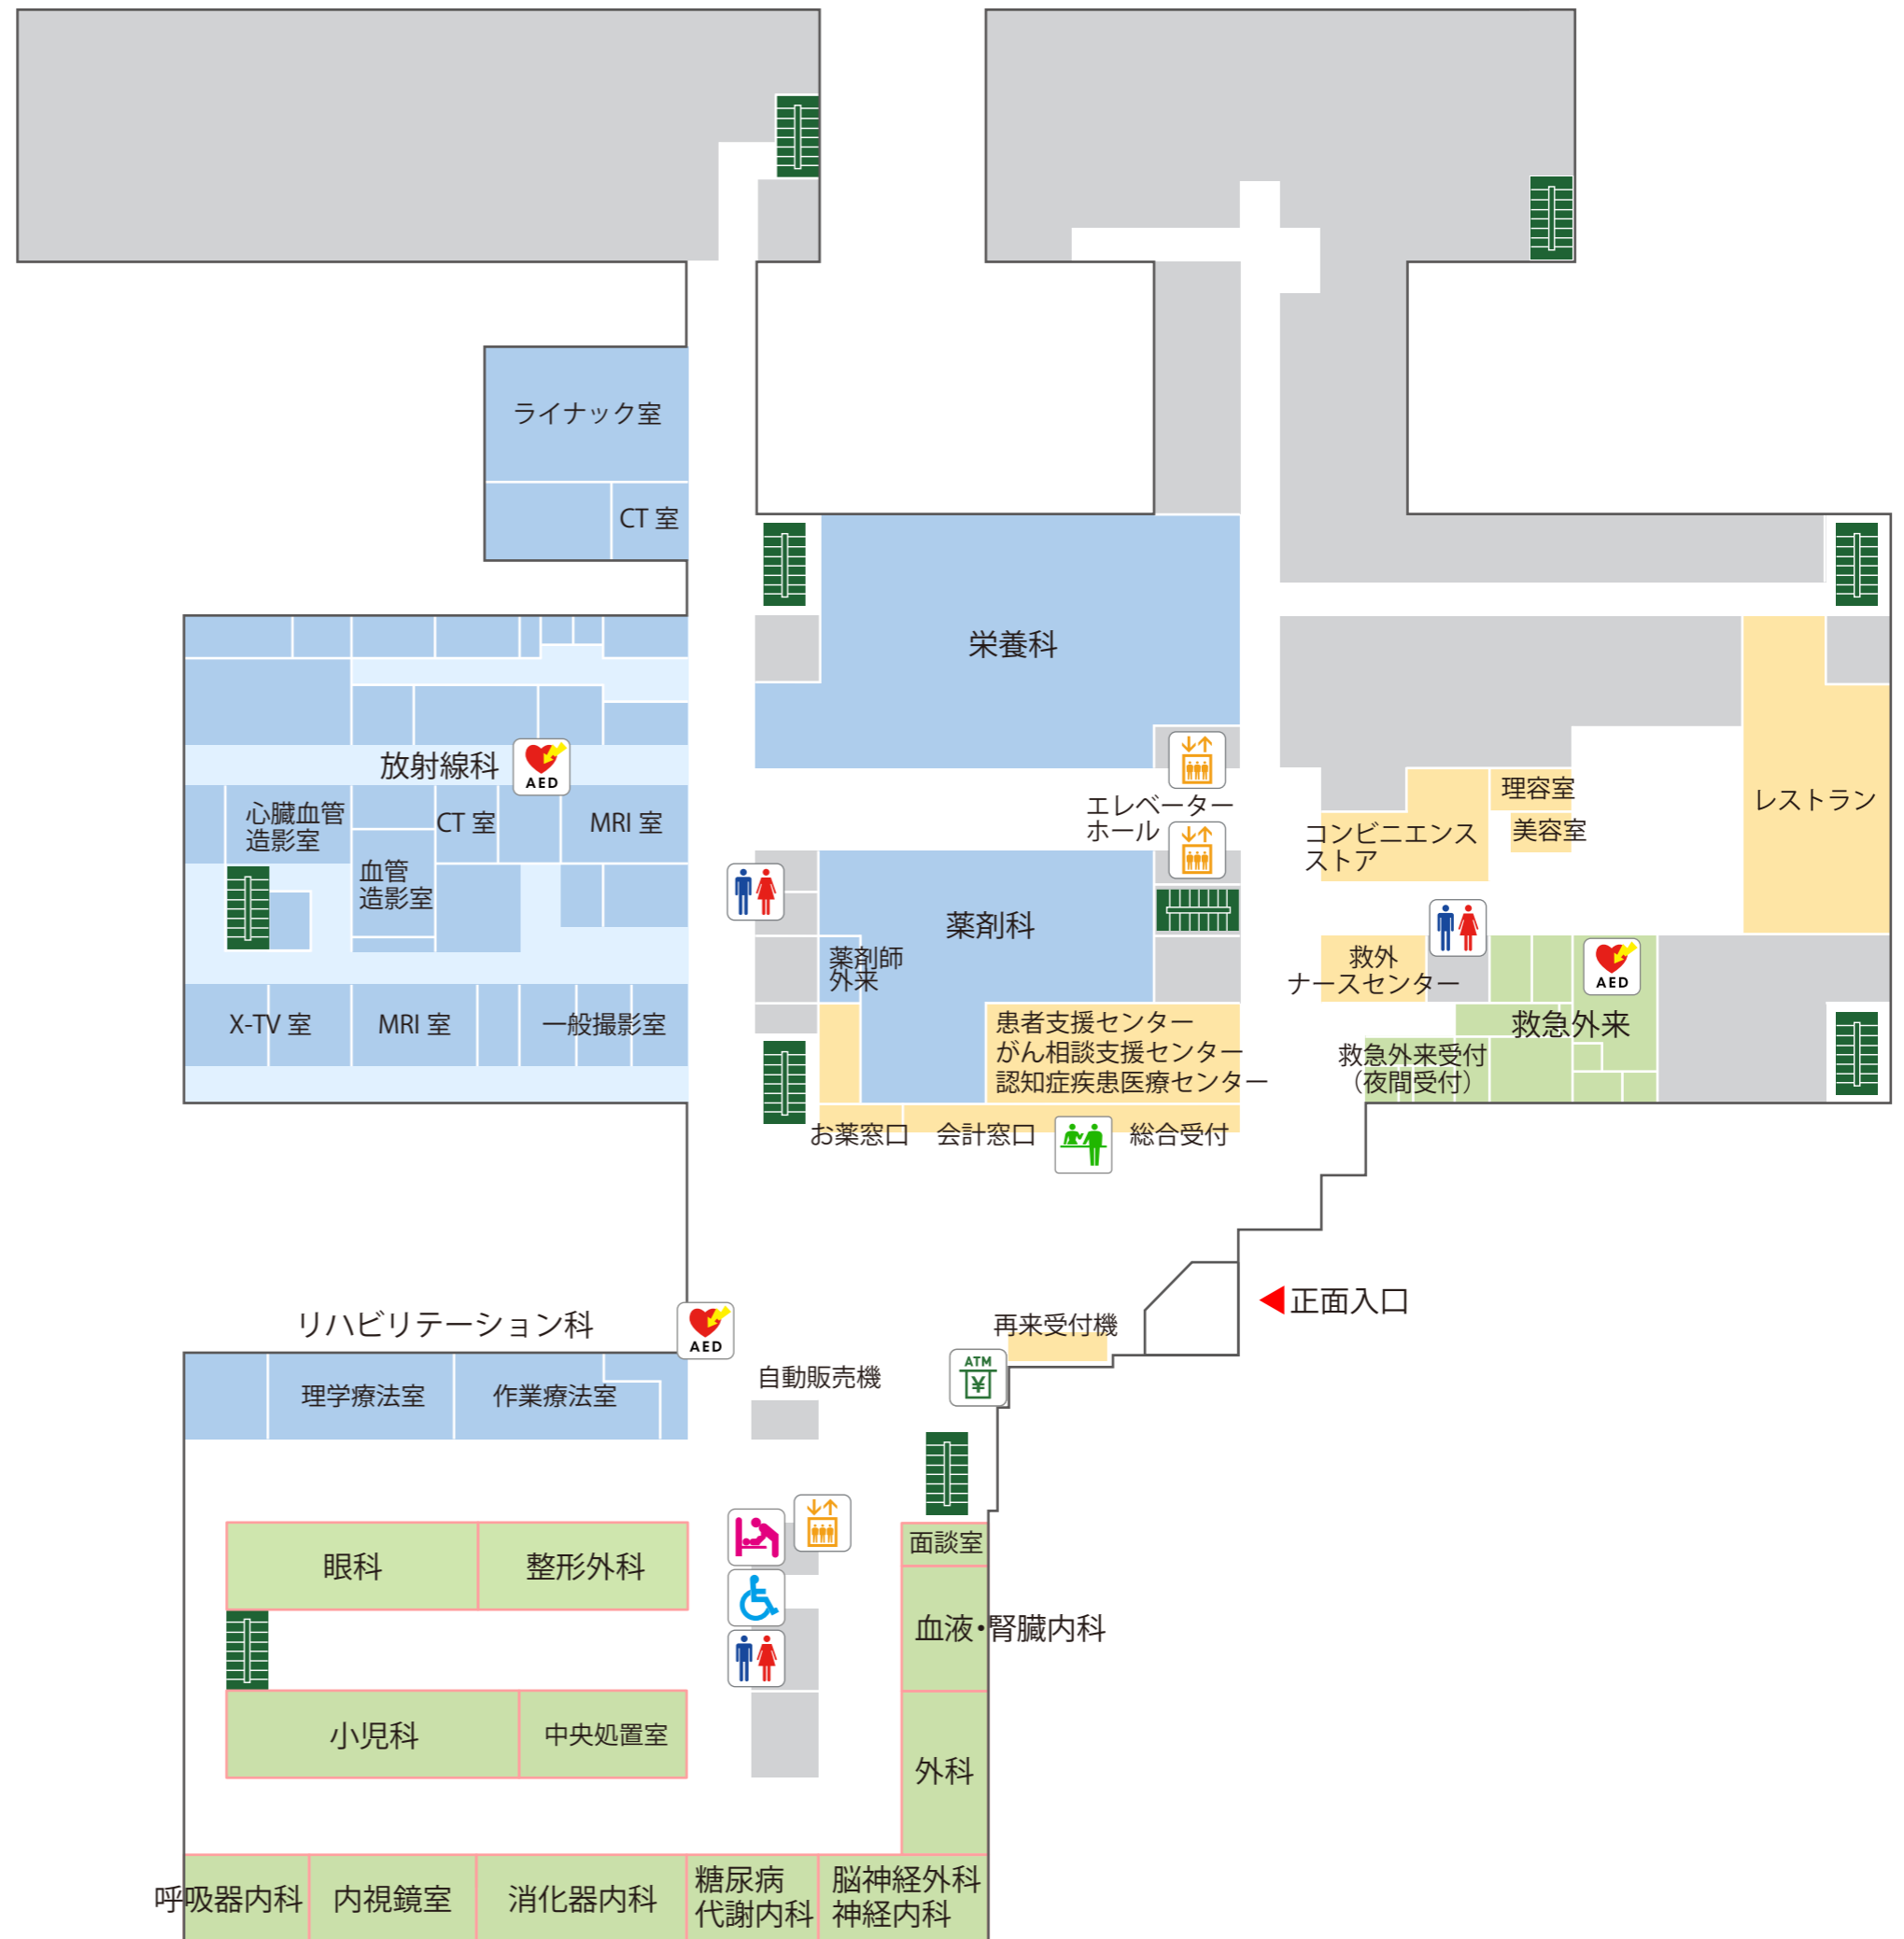 ライナック室
CT 室
栄養科
放射線科
AED
心臓血管
造影室
CT 室
MRI 室
血管
造影室
X-TV 室
MRI 室
一般撮影室
エレベーター
ホール
薬剤科
薬剤師
外来
患者支援センター
がん相談支援センター
認知症疾患医療センター
お薬窓口
会計窓口
総合受付
理容室
美容室
コンビニエンス
ストア
レストラン
救外
ナースセンター
AED
救急外来
救急外来受付
（夜間受付）
正面入口
再来受付機
ATM
¥
リハビリテーション科
AED
理学療法室
作業療法室
自動販売機
眼科
整形外科
面談室
血液・腎臓内科
小児科
中央処置室
外科
呼吸器内科
内視鏡室
消化器内科
糖尿病
代謝内科
脳神経外科
神経内科